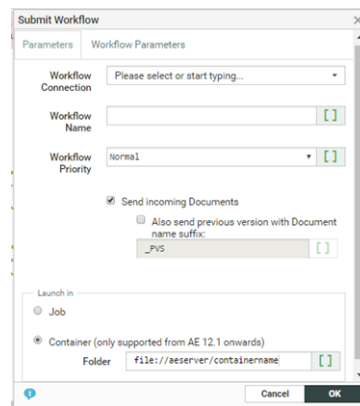 Submit Workflow
Parameters Workflow Parameters
Workflow Connection Please select or start typing...
Workflow Name [ ]
Workflow Priority Normal [ ]
Send incoming Documents
Also send previous version with Document
name suffix:
_PVS [ ]
Launch in
Job
Container (only supported from AE 12.1 onwards)
Folder file://aeserver/containername [ ]
Cancel OK